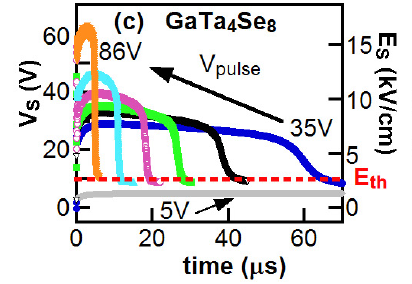 (c) GaTa4Se8
60
40
20
0
VS (V)
86V
Vpulse
35V
5V
Eth
15
10
5
0
ES (kV/cm)
0 20 40 60
time (μs)